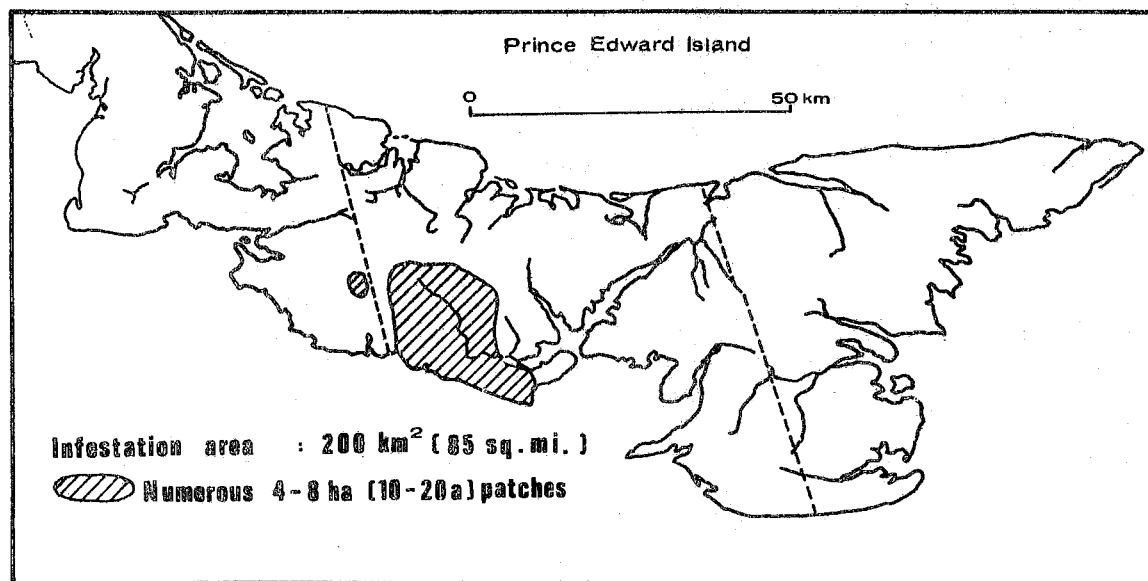 Prince Edward Island
0 50 km
Infestation area : 200 km² (85 sq. mi.)
Numerous 4-8 ha (10-20a) patches